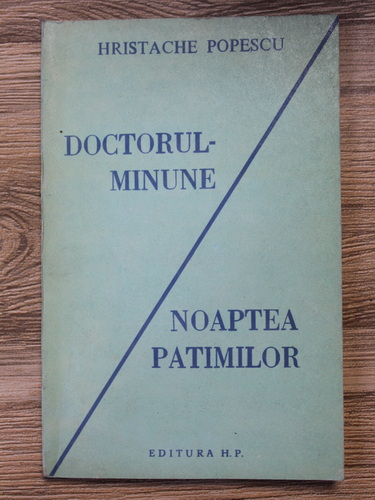 HRISTACHE POPESCU
DOCTORUL-
MINUNE
NOAPTEA
PATIMILOR
EDITURA H.P.